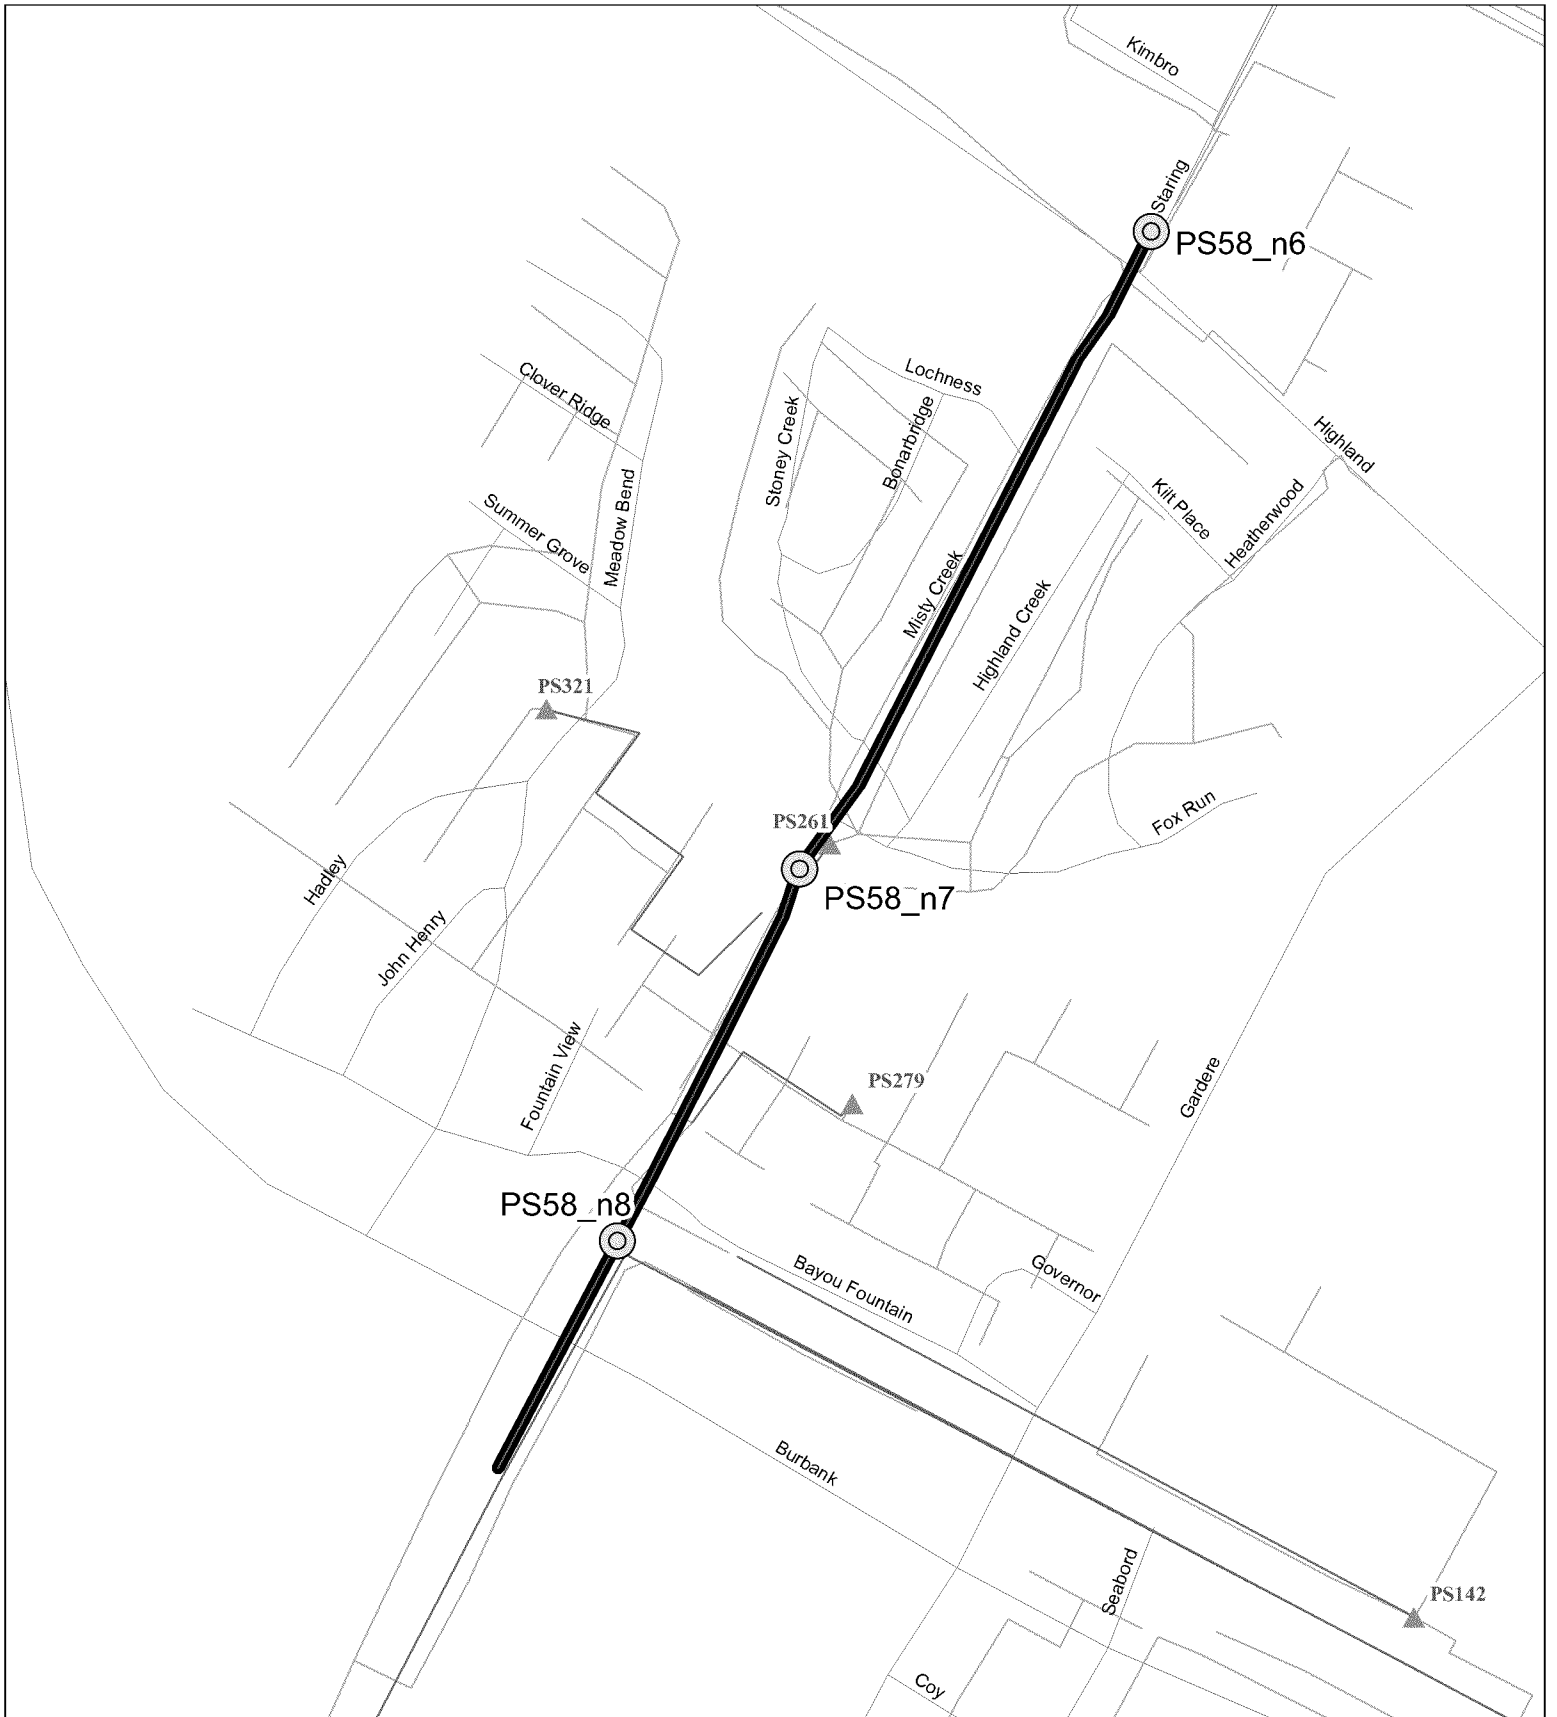 Kimbro
Staring
PS58_n6
Lochness
Clover Ridge
Stoney Creek
Bonarbridge
Highland
Meadow Bend
Kilt Place
Heatherwood
Summer Grove
Misty Creek
Highland Creek
PS321
PS261
Fox Run
Hadley
PS58_n7
John Henry
Fountain View
PS279
Gardere
PS58_n8
Bayou Fountain
Governor
Burbank
Seabord
PS142
Coy